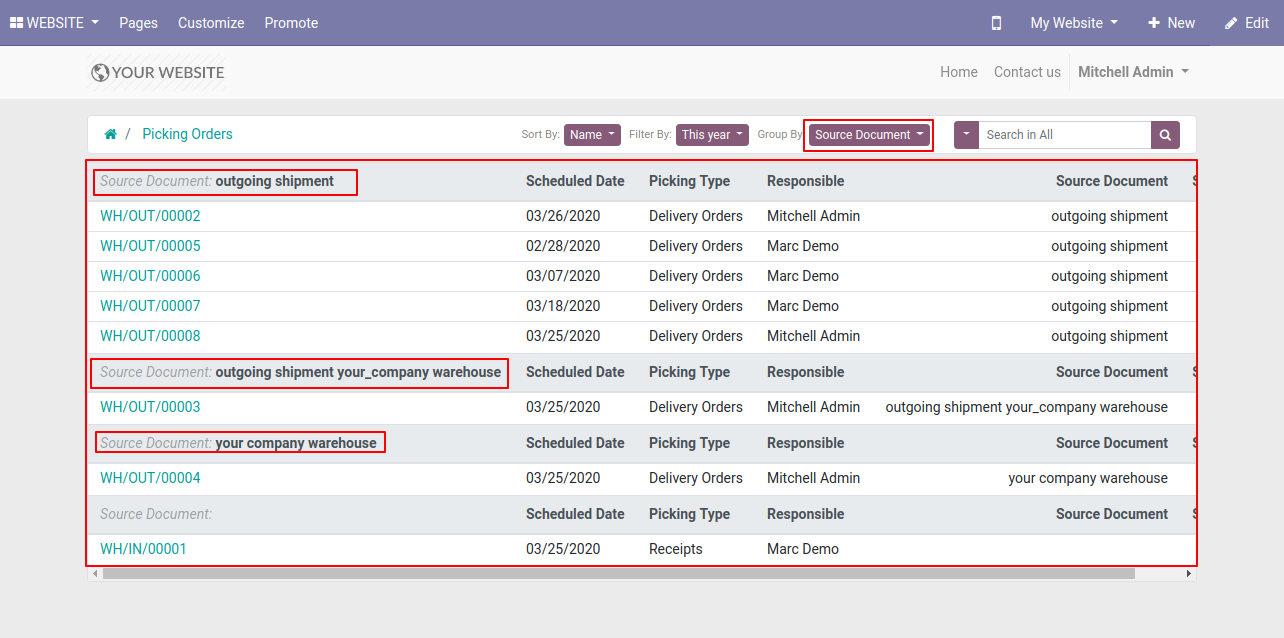 WEBSITE Pages Customize Promote My Website New Edit
YOUR WEBSITE Home Contact us Mitchell Admin
/ Picking Orders Sort By: Name Filter By: This year Group By Source Document Search in All
Source Document: outgoing shipment Scheduled Date Picking Type Responsible Source Document
WH/OUT/00002 03/26/2020 Delivery Orders Mitchell Admin outgoing shipment
WH/OUT/00005 02/28/2020 Delivery Orders Marc Demo outgoing shipment
WH/OUT/00006 03/07/2020 Delivery Orders Marc Demo outgoing shipment
WH/OUT/00007 03/18/2020 Delivery Orders Marc Demo outgoing shipment
WH/OUT/00008 03/25/2020 Delivery Orders Mitchell Admin outgoing shipment
Source Document: outgoing shipment your_company warehouse Scheduled Date Picking Type Responsible Source Document
WH/OUT/00003 03/25/2020 Delivery Orders Mitchell Admin outgoing shipment your_company warehouse
Source Document: your company warehouse Scheduled Date Picking Type Responsible Source Document
WH/OUT/00004 03/25/2020 Delivery Orders Mitchell Admin your company warehouse
Source Document: Scheduled Date Picking Type Responsible Source Document
WH/IN/00001 03/25/2020 Receipts Marc Demo